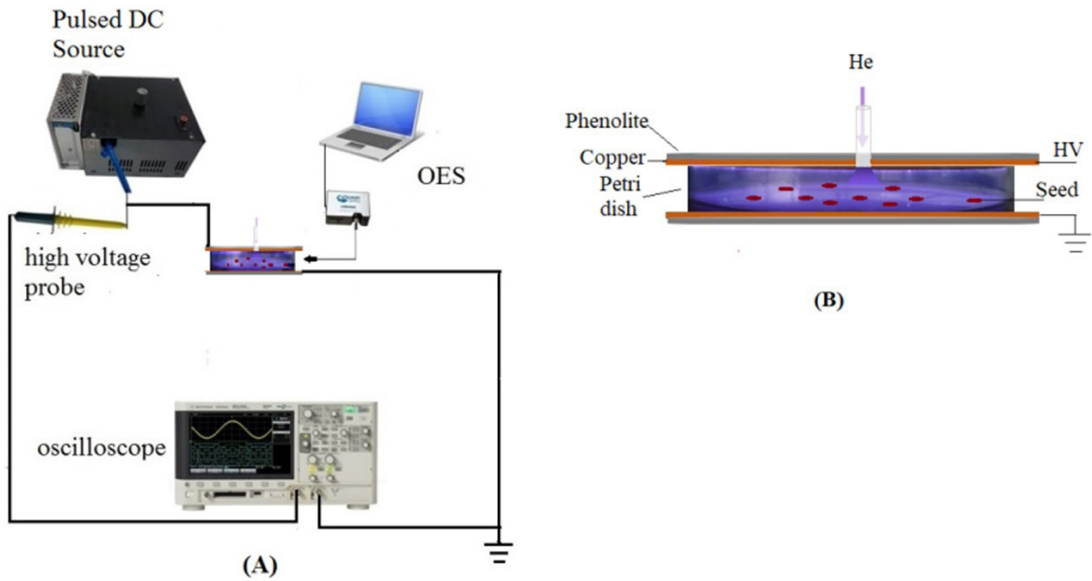 Pulsed DC
Source
OES
high voltage
probe
oscilloscope
(A)
He
Phenolite
Copper
HV
Petri
dish
Seed
(B)